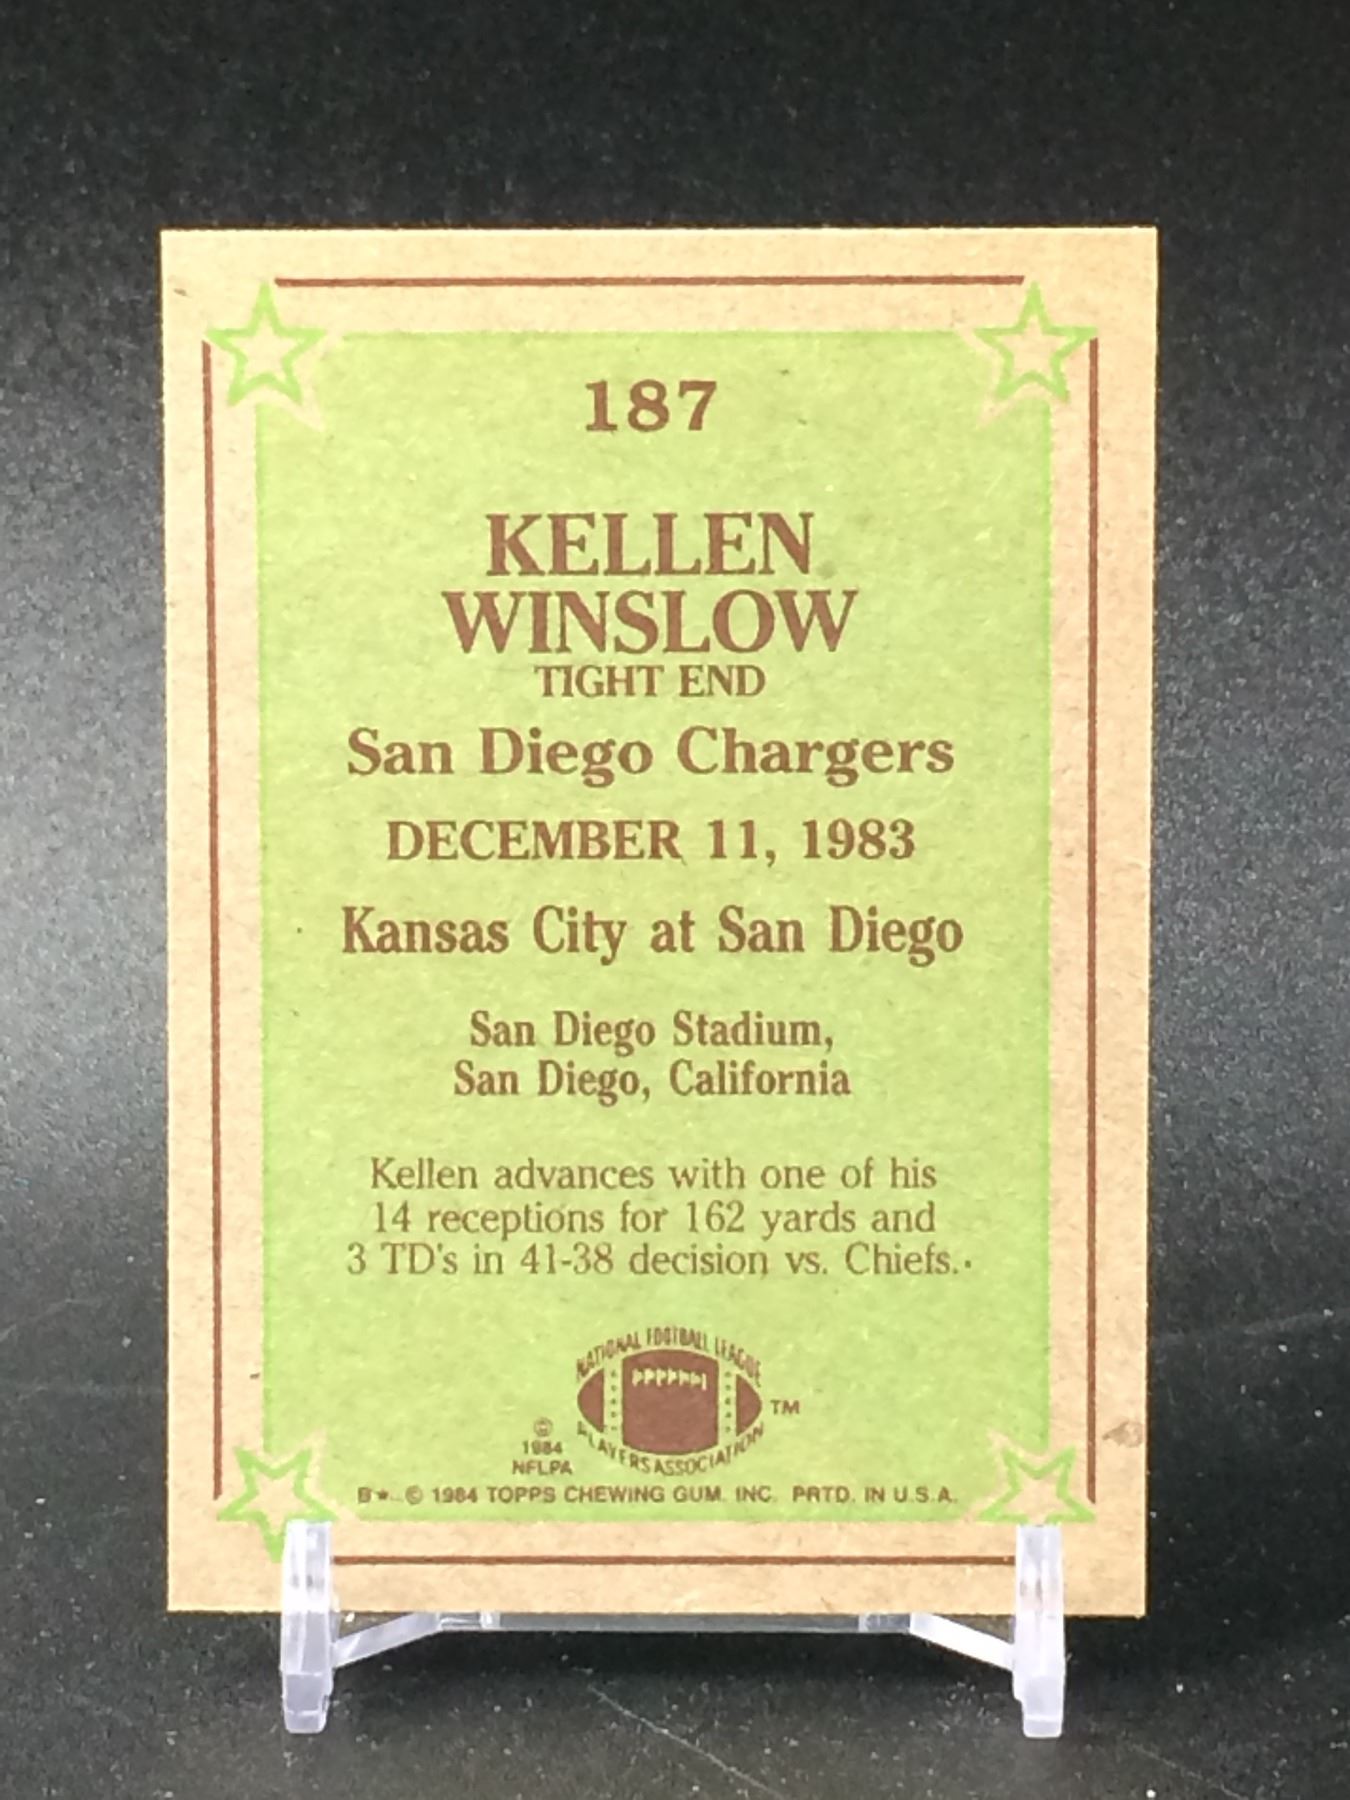 187
KELLEN
WINSLOW
TIGHT END
San Diego Chargers
DECEMBER 11, 1983
Kansas City at San Diego
San Diego Stadium,
San Diego, California
Kellen advances with one of his
14 receptions for 162 yards and
3 TD's in 41-38 decision vs. Chiefs.
NATIONAL FOOTBALL LEAGUE
PLAYERS ASSOCIATION
TM
©
1984
NFLPA
B★ © 1984 TOPPS CHEWING GUM, INC. PRTD. IN U.S.A.